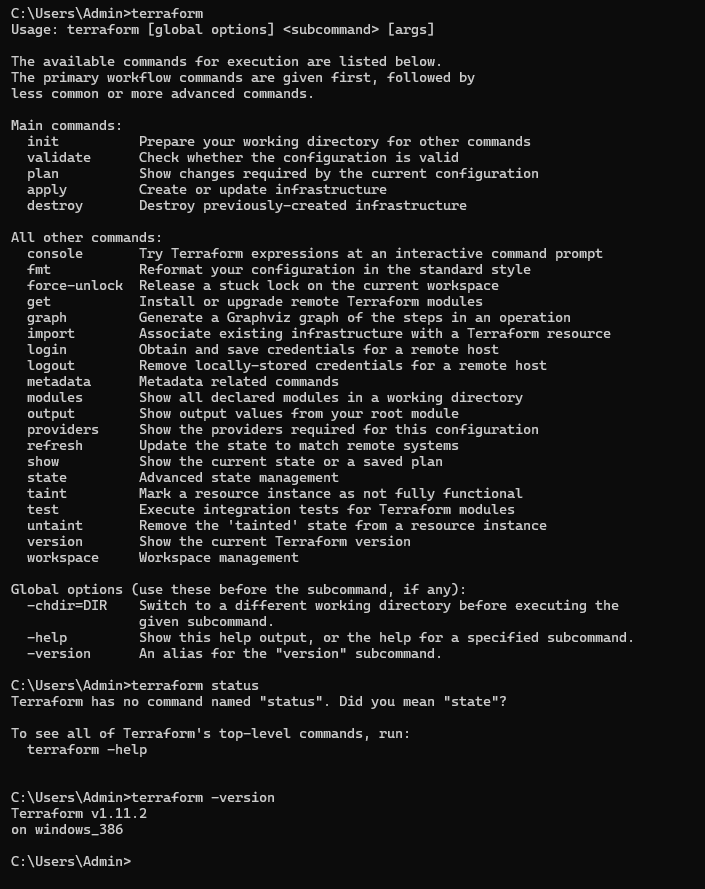 C:\Users\Admin>terraform
Usage: terraform [global options] <subcommand> [args]

The available commands for execution are listed below.
The primary workflow commands are given first, followed by
less common or more advanced commands.

Main commands:
  init          Prepare your working directory for other commands
  validate      Check whether the configuration is valid
  plan          Show changes required by the current configuration
  apply         Create or update infrastructure
  destroy       Destroy previously-created infrastructure

All other commands:
  console       Try Terraform expressions at an interactive command prompt
  fmt           Reformat your configuration in the standard style
  force-unlock  Release a stuck lock on the current workspace
  get           Install or upgrade remote Terraform modules
  graph         Generate a Graphviz graph of the steps in an operation
  import        Associate existing infrastructure with a Terraform resource
  login         Obtain and save credentials for a remote host
  logout        Remove locally-stored credentials for a remote host
  metadata      Metadata related commands
  modules       Show all declared modules in a working directory
  output        Show output values from your root module
  providers     Show the providers required for this configuration
  refresh       Update the state to match remote systems
  show          Show the current state or a saved plan
  state         Advanced state management
  taint         Mark a resource instance as not fully functional
  test          Execute integration tests for Terraform modules
  untaint       Remove the 'tainted' state from a resource instance
  version       Show the current Terraform version
  workspace     Workspace management

Global options (use these before the subcommand, if any):
  -chdir=DIR    Switch to a different working directory before executing the
                given subcommand.
  -help         Show this help output, or the help for a specified subcommand.
  -version      An alias for the "version" subcommand.

C:\Users\Admin>terraform status
Terraform has no command named "status". Did you mean "state"?

To see all of Terraform's top-level commands, run:
  terraform -help


C:\Users\Admin>terraform -version
Terraform v1.11.2
on windows_386

C:\Users\Admin>